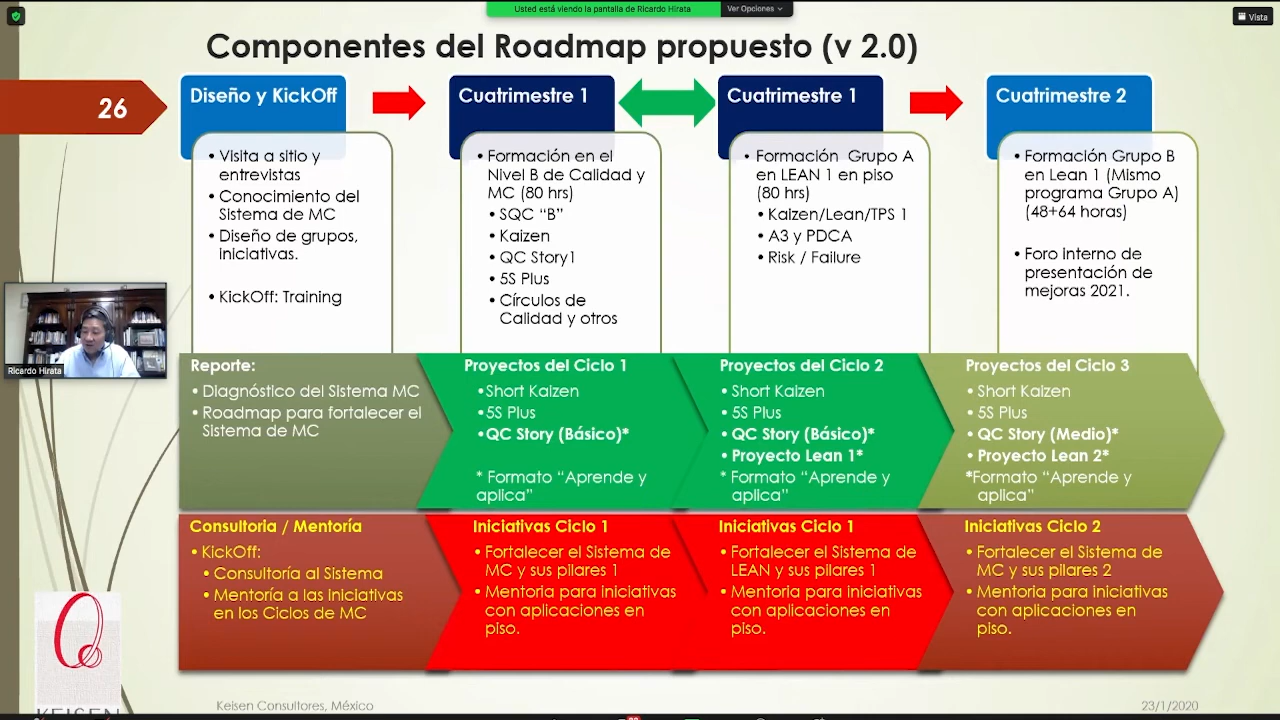 Usted está viendo la pantalla de Ricardo Hirata
Ver Opciones
Vista
Componentes del Roadmap propuesto (v 2.0)
26
Diseño y KickOff
• Visita a sitio y
entrevistas
• Conocimiento del
Sistema de MC
• Diseño de grupos,
iniciativas.
• KickOff: Training
Cuatrimestre 1
• Formación en el
Nivel B de Calidad y
MC (80 hrs)
• SQC “B”
• Kaizen
• QC Story1
• 5S Plus
• Círculos de
Calidad y otros
Cuatrimestre 1
• Formación Grupo A
en LEAN 1 en piso
(80 hrs)
• Kaizen/Lean/TPS 1
• A3 y PDCA
• Risk / Failure
Cuatrimestre 2
• Formación Grupo B
en Lean 1 (Mismo
programa Grupo A)
(48+64 horas)
• Foro interno de
presentación de
mejoras 2021.
Ricardo Hirata
Reporte:
• Diagnóstico del Sistema MC
• Roadmap para fortalecer el
Sistema de MC
Proyectos del Ciclo 1
•Short Kaizen
•5S Plus
•QC Story (Básico)*
* Formato “Aprende y
aplica”
Proyectos del Ciclo 2
• Short Kaizen
• 5S Plus
• QC Story (Básico)*
• Proyecto Lean 1*
* Formato “Aprende y
aplica”
Proyectos del Ciclo 3
• Short Kaizen
• 5S Plus
• QC Story (Medio)*
• Proyecto Lean 2*
*Formato “Aprende y
aplica”
Consultoria / Mentoría
• KickOff:
• Consultoría al Sistema
• Mentoría a las Iniciativas
en los Ciclos de MC
Iniciativas Ciclo 1
• Fortalecer el Sistema de
MC y sus pilares 1
• Mentoria para iniciativas
con aplicaciones en
piso.
Iniciativas Ciclo 1
• Fortalecer el Sistema de
LEAN y sus pilares 1
• Mentoria para iniciativas
con aplicaciones en
piso.
Iniciativas Ciclo 2
• Fortalecer el Sistema de
MC y sus pilares 2
• Mentoria para iniciativas
con aplicaciones en
piso.
KEISEN
Keisen Consultores, México
23/1/2020